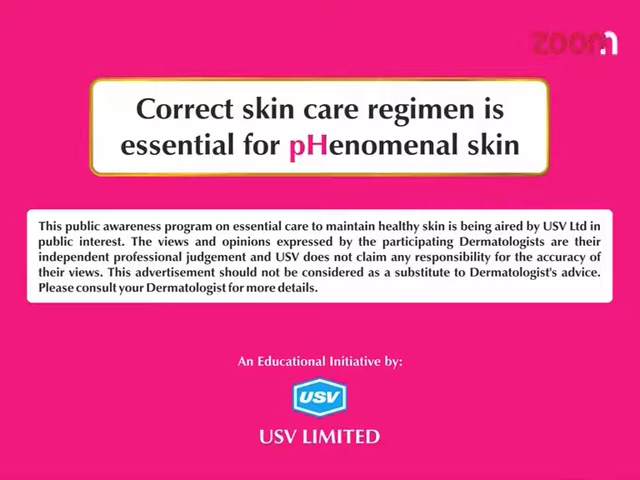 zoom
Correct skin care regimen is
essential for pHenomenal skin
This public awareness program on essential care to maintain healthy skin is being aired by USV Ltd in
public interest. The views and opinions expressed by the participating Dermatologists are their
independent professional judgement and USV does not claim any responsibility for the accuracy of
their views. This advertisement should not be considered as a substitute to Dermatologist's advice.
Please consult your Dermatologist for more details.
An Educational Initiative by:
USV
USV LIMITED